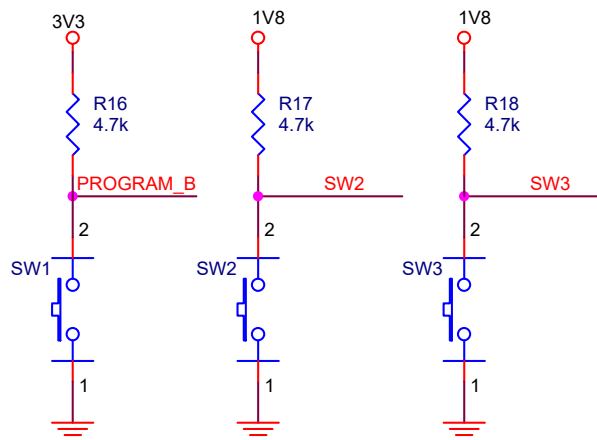 3V3 1V8 1V8
R16 R17 R18
4.7k 4.7k 4.7k
PROGRAM_B SW2 SW3
2 2 2
SW1 SW2 SW3
1 1 1